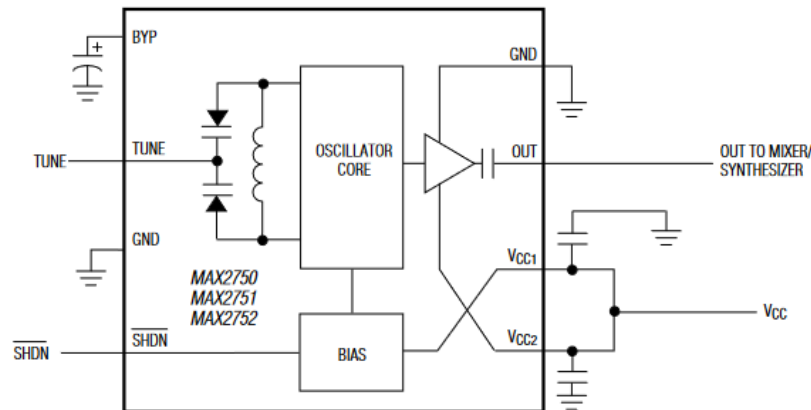 BYP
+
GND
TUNE
TUNE
OSCILLATOR
CORE
OUT
OUT TO MIXER/
SYNTHESIZER
GND
MAX2750
MAX2751
MAX2752
VCC1
VCC
SHDN
SHDN
BIAS
VCC2